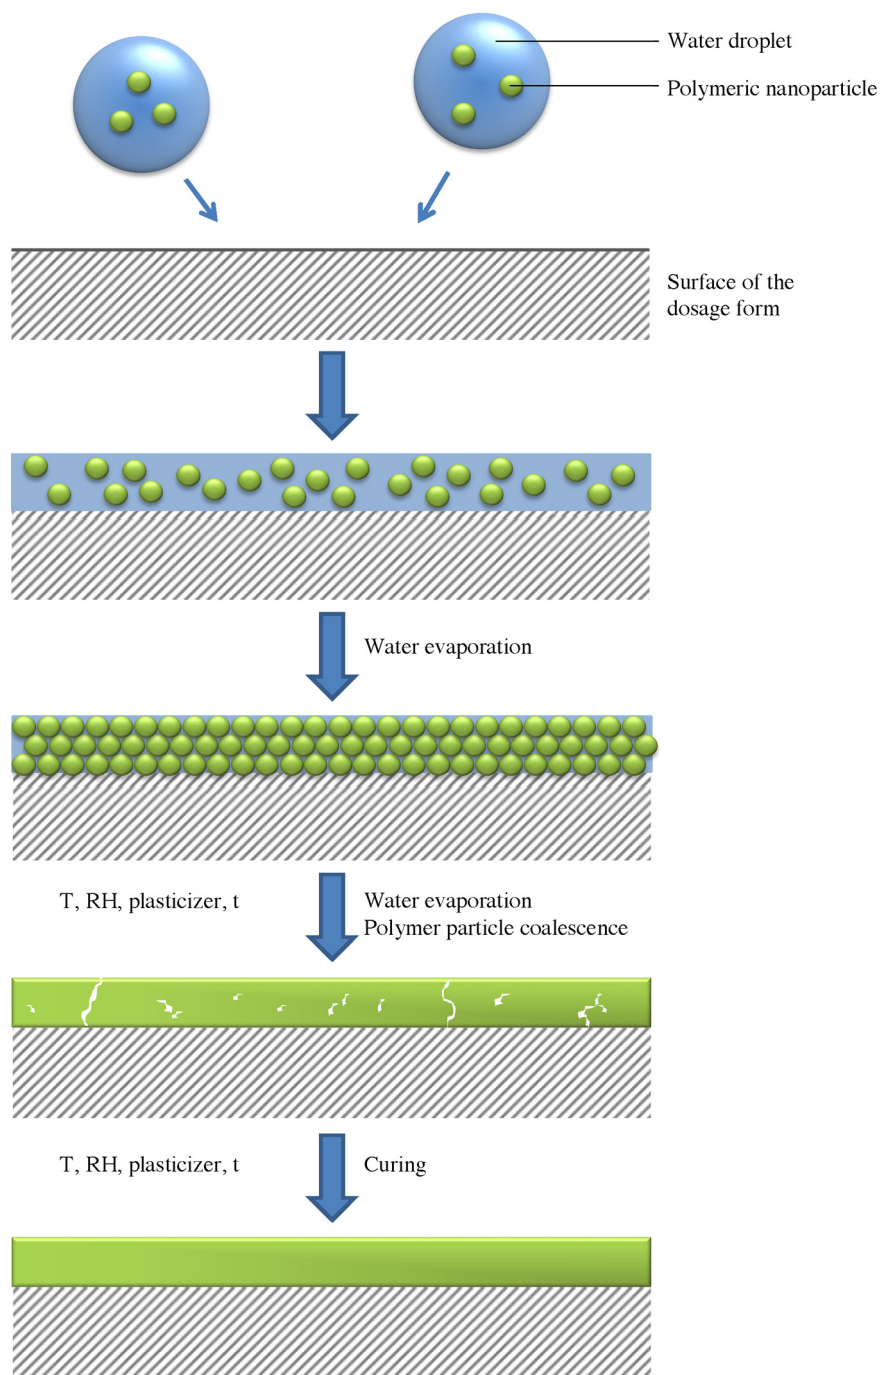 Water droplet
Polymeric nanoparticle
Surface of the
dosage form
Water evaporation
T, RH, plasticizer, t
Water evaporation
Polymer particle coalescence
T, RH, plasticizer, t
Curing